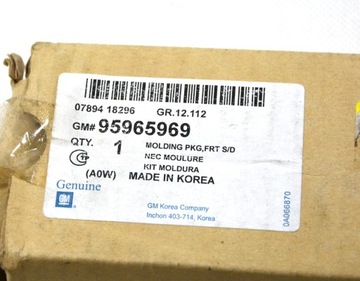 07894 18296 GR.12.112
GM# 95965969
QTY. 1 MOLDING PKG,FRT S/D
NEC MOULURE
KIT MOLDURA
(A0W) MADE IN KOREA
Genuine
GM
GM Korea Company
Inchon 403-714, Korea
0A066870